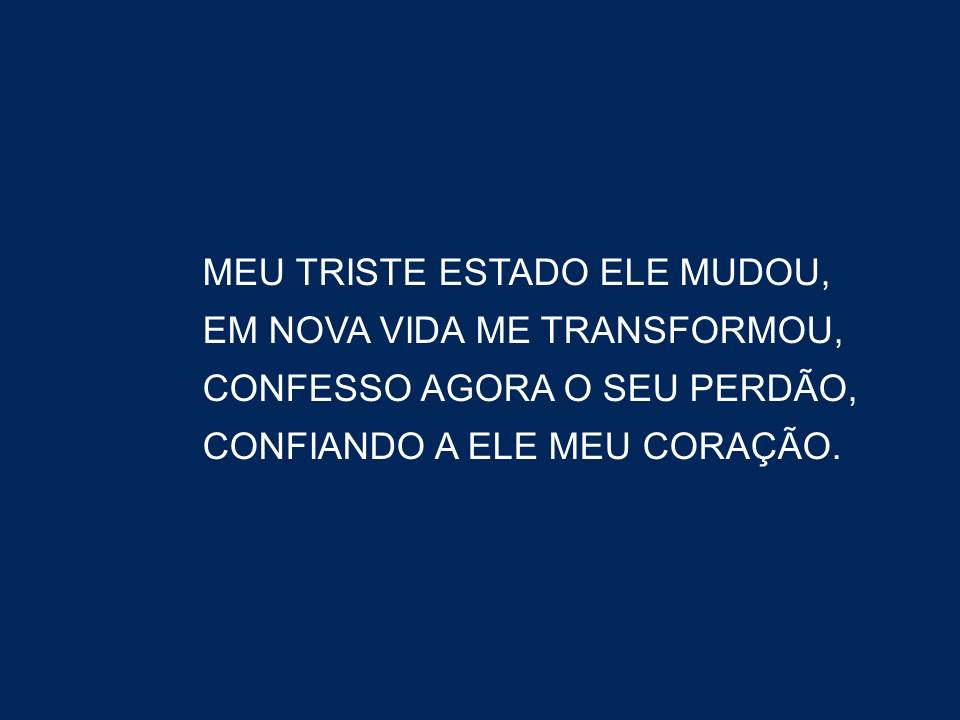 MEU TRISTE ESTADO ELE MUDOU,
EM NOVA VIDA ME TRANSFORMOU,
CONFESSO AGORA O SEU PERDÃO,
CONFIANDO A ELE MEU CORAÇÃO.